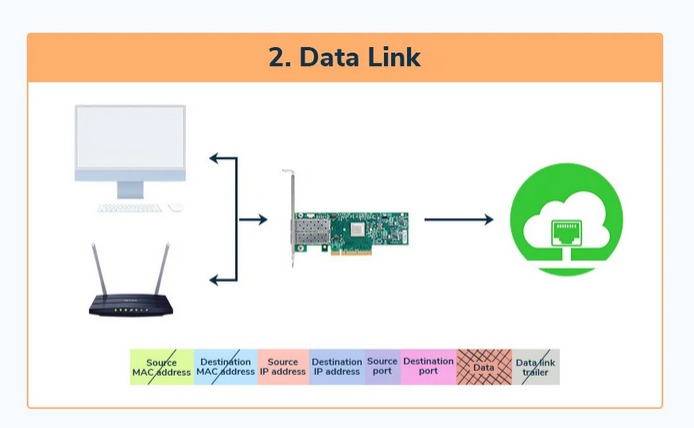 2. Data Link
Source
MAC address
Destination
MAC address
Source
IP address
Destination
IP address
Source
port
Destination
port
Data
Data link
trailer